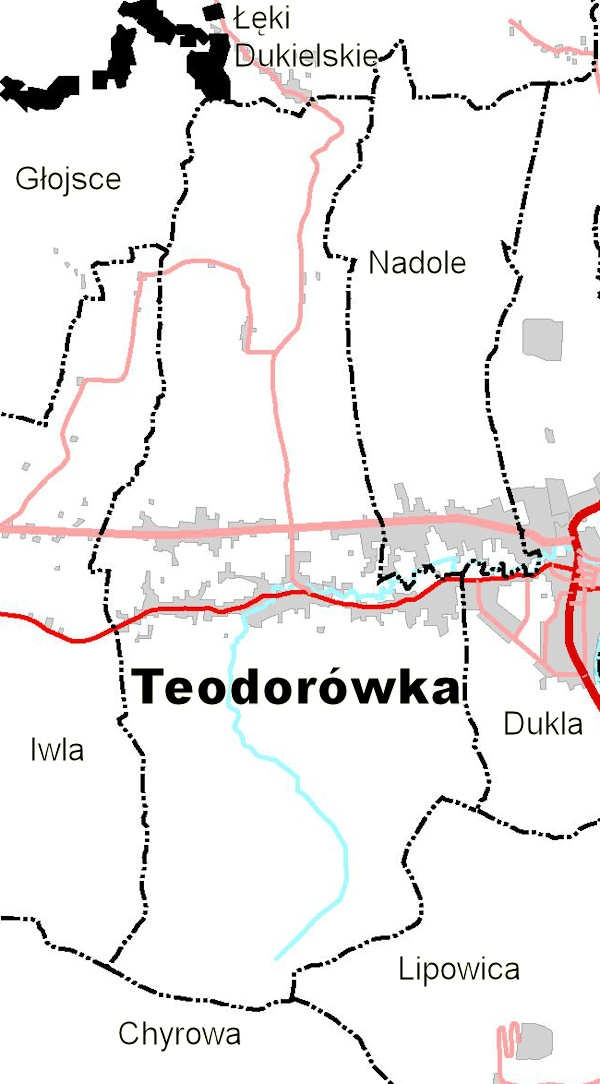 Łęki
Dukielskie
Głojsce
Nadole
Teodorówka
Dukla
Iwla
Lipowica
Chyrowa